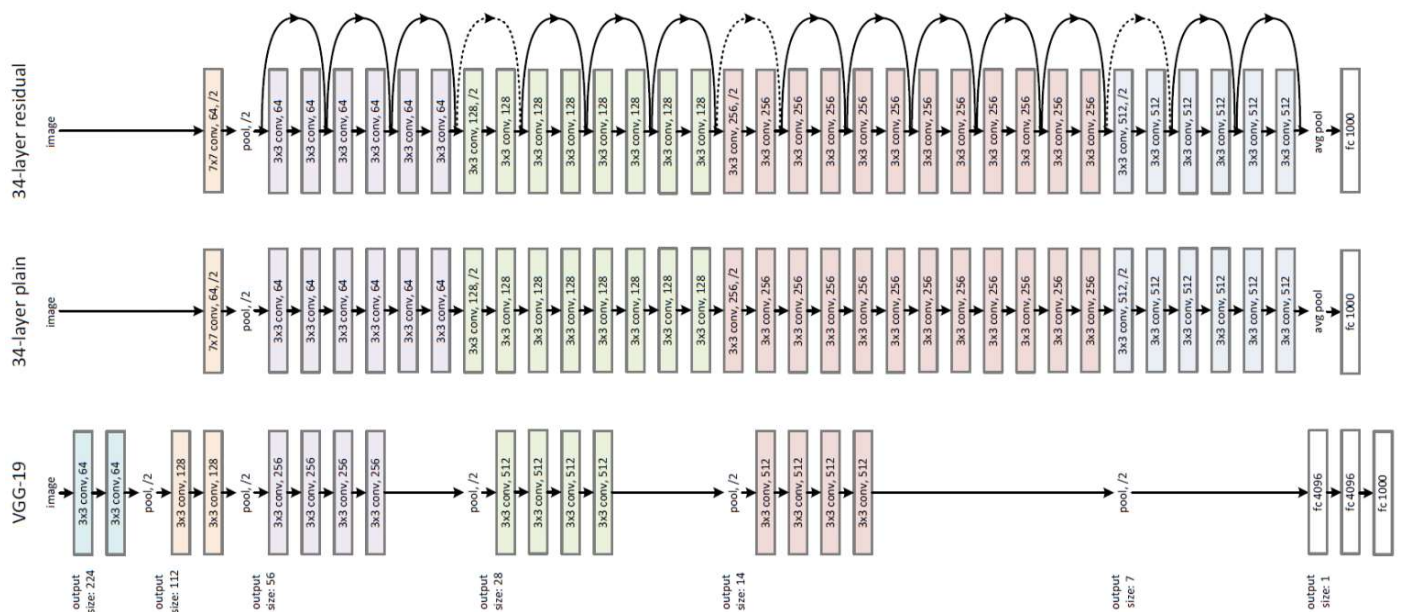 34-layer residual
image
7x7 conv, 64, /2
pool, /2
3x3 conv, 64
3x3 conv, 64
3x3 conv, 64
3x3 conv, 64
3x3 conv, 64
3x3 conv, 64
3x3 conv, 128, /2
3x3 conv, 128
3x3 conv, 128
3x3 conv, 128
3x3 conv, 128
3x3 conv, 128
3x3 conv, 128
3x3 conv, 128
3x3 conv, 256, /2
3x3 conv, 256
3x3 conv, 256
3x3 conv, 256
3x3 conv, 256
3x3 conv, 256
3x3 conv, 256
3x3 conv, 256
3x3 conv, 256
3x3 conv, 256
3x3 conv, 256
3x3 conv, 256
3x3 conv, 512, /2
3x3 conv, 512
3x3 conv, 512
3x3 conv, 512
3x3 conv, 512
3x3 conv, 512
avg pool
fc 1000
34-layer plain
image
7x7 conv, 64, /2
pool, /2
3x3 conv, 64
3x3 conv, 64
3x3 conv, 64
3x3 conv, 64
3x3 conv, 64
3x3 conv, 64
3x3 conv, 128, /2
3x3 conv, 128
3x3 conv, 128
3x3 conv, 128
3x3 conv, 128
3x3 conv, 128
3x3 conv, 128
3x3 conv, 128
3x3 conv, 256, /2
3x3 conv, 256
3x3 conv, 256
3x3 conv, 256
3x3 conv, 256
3x3 conv, 256
3x3 conv, 256
3x3 conv, 256
3x3 conv, 256
3x3 conv, 256
3x3 conv, 256
3x3 conv, 256
3x3 conv, 512, /2
3x3 conv, 512
3x3 conv, 512
3x3 conv, 512
3x3 conv, 512
3x3 conv, 512
avg pool
fc 1000
VGG-19
image
3x3 conv, 64
3x3 conv, 64
pool, /2
3x3 conv, 128
3x3 conv, 128
pool, /2
3x3 conv, 256
3x3 conv, 256
3x3 conv, 256
3x3 conv, 256
pool, /2
3x3 conv, 512
3x3 conv, 512
3x3 conv, 512
3x3 conv, 512
pool, /2
3x3 conv, 512
3x3 conv, 512
3x3 conv, 512
3x3 conv, 512
pool, /2
fc 4096
fc 4096
fc 1000
output
size: 224
output
size: 112
output
size: 56
output
size: 28
output
size: 14
output
size: 7
output
size: 1